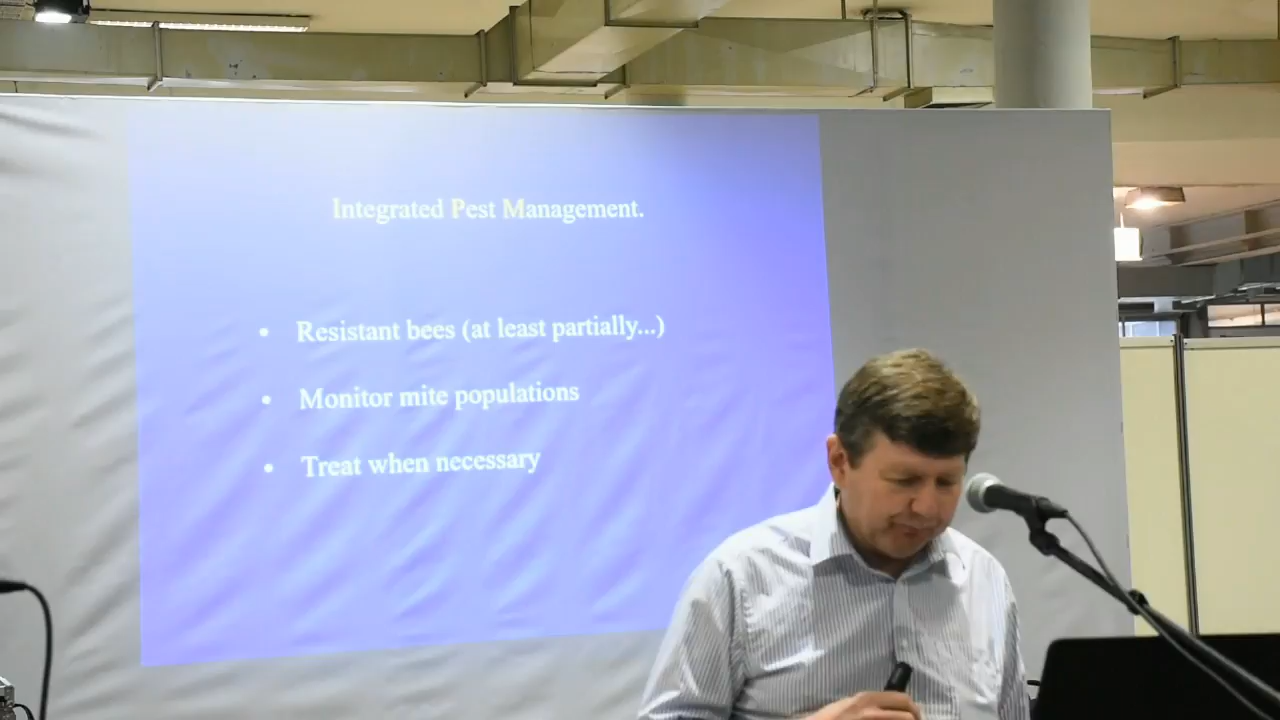 Integrated Pest Management.
• Resistant bees (at least partially...)
• Monitor mite populations
• Treat when necessary